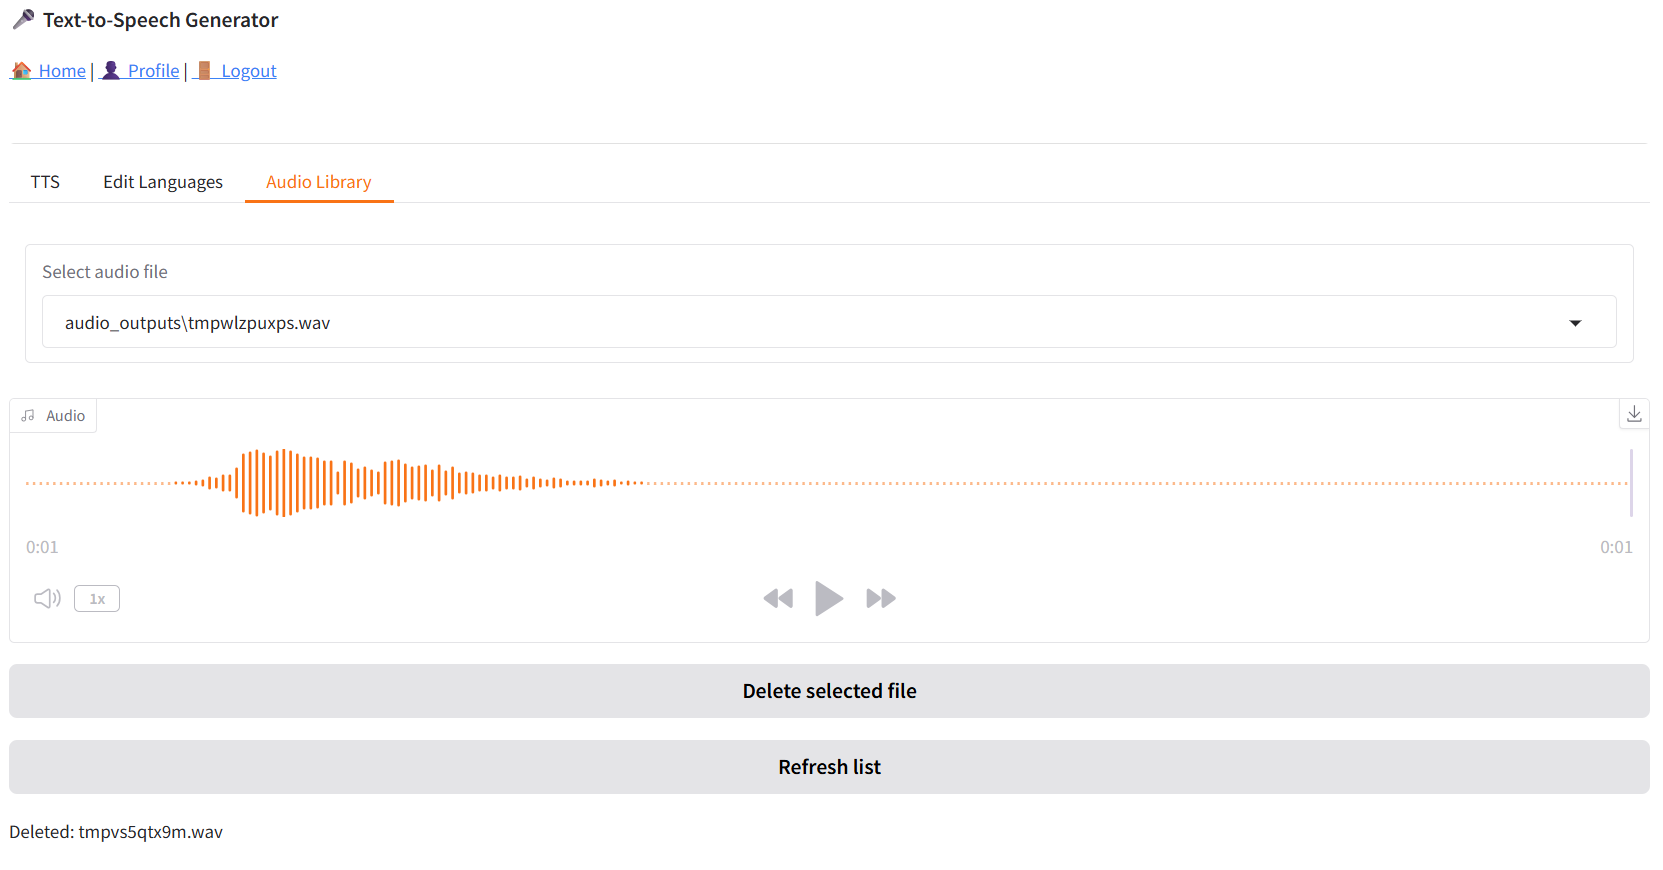 Text-to-Speech Generator
Home | Profile | Logout
TTS Edit Languages Audio Library
Select audio file
audio_outputs\tmpwlzpuxps.wav
Audio
0:01 0:01
1x
Delete selected file
Refresh list
Deleted: tmpvs5qtx9m.wav